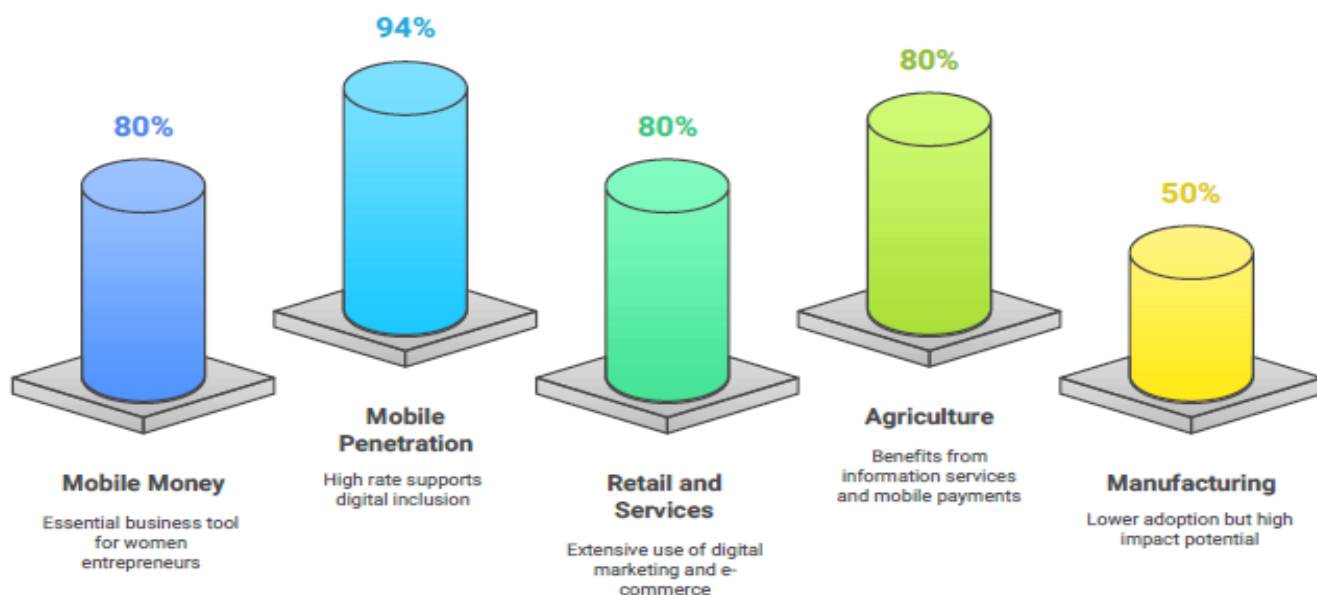 80%
Mobile Money
Essential business tool
for women
entrepreneurs
94%
Mobile
Penetration
High rate supports
digital inclusion
80%
Retail and
Services
Extensive use of digital
marketing and e-
commerce
80%
Agriculture
Benefits from
information services
and mobile payments
50%
Manufacturing
Lower adoption but high
impact potential